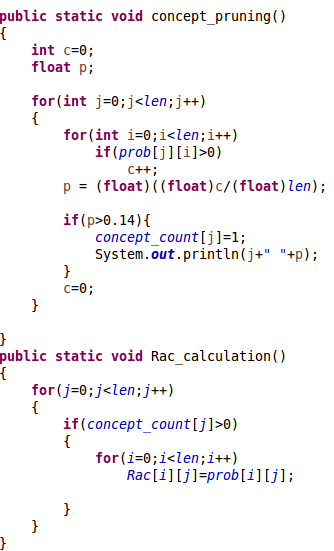 public static void concept_pruning()
{
    int c=0;
    float p;

    for(int j=0;j<len;j++)
    {
        for(int i=0;i<len;i++)
            if(prob[j][i]>0)
                c++;
        p = (float)((float)c/(float)len);

        if(p>0.14){
            concept_count[j]=1;
            System.out.println(j+" "+p);
        }
        c=0;
    }

}
public static void Rac_calculation()
{
    for(j=0;j<len;j++)
    {
        if(concept_count[j]>0)
        {
            for(i=0;i<len;i++)
                Rac[i][j]=prob[i][j];

        }
    }
}